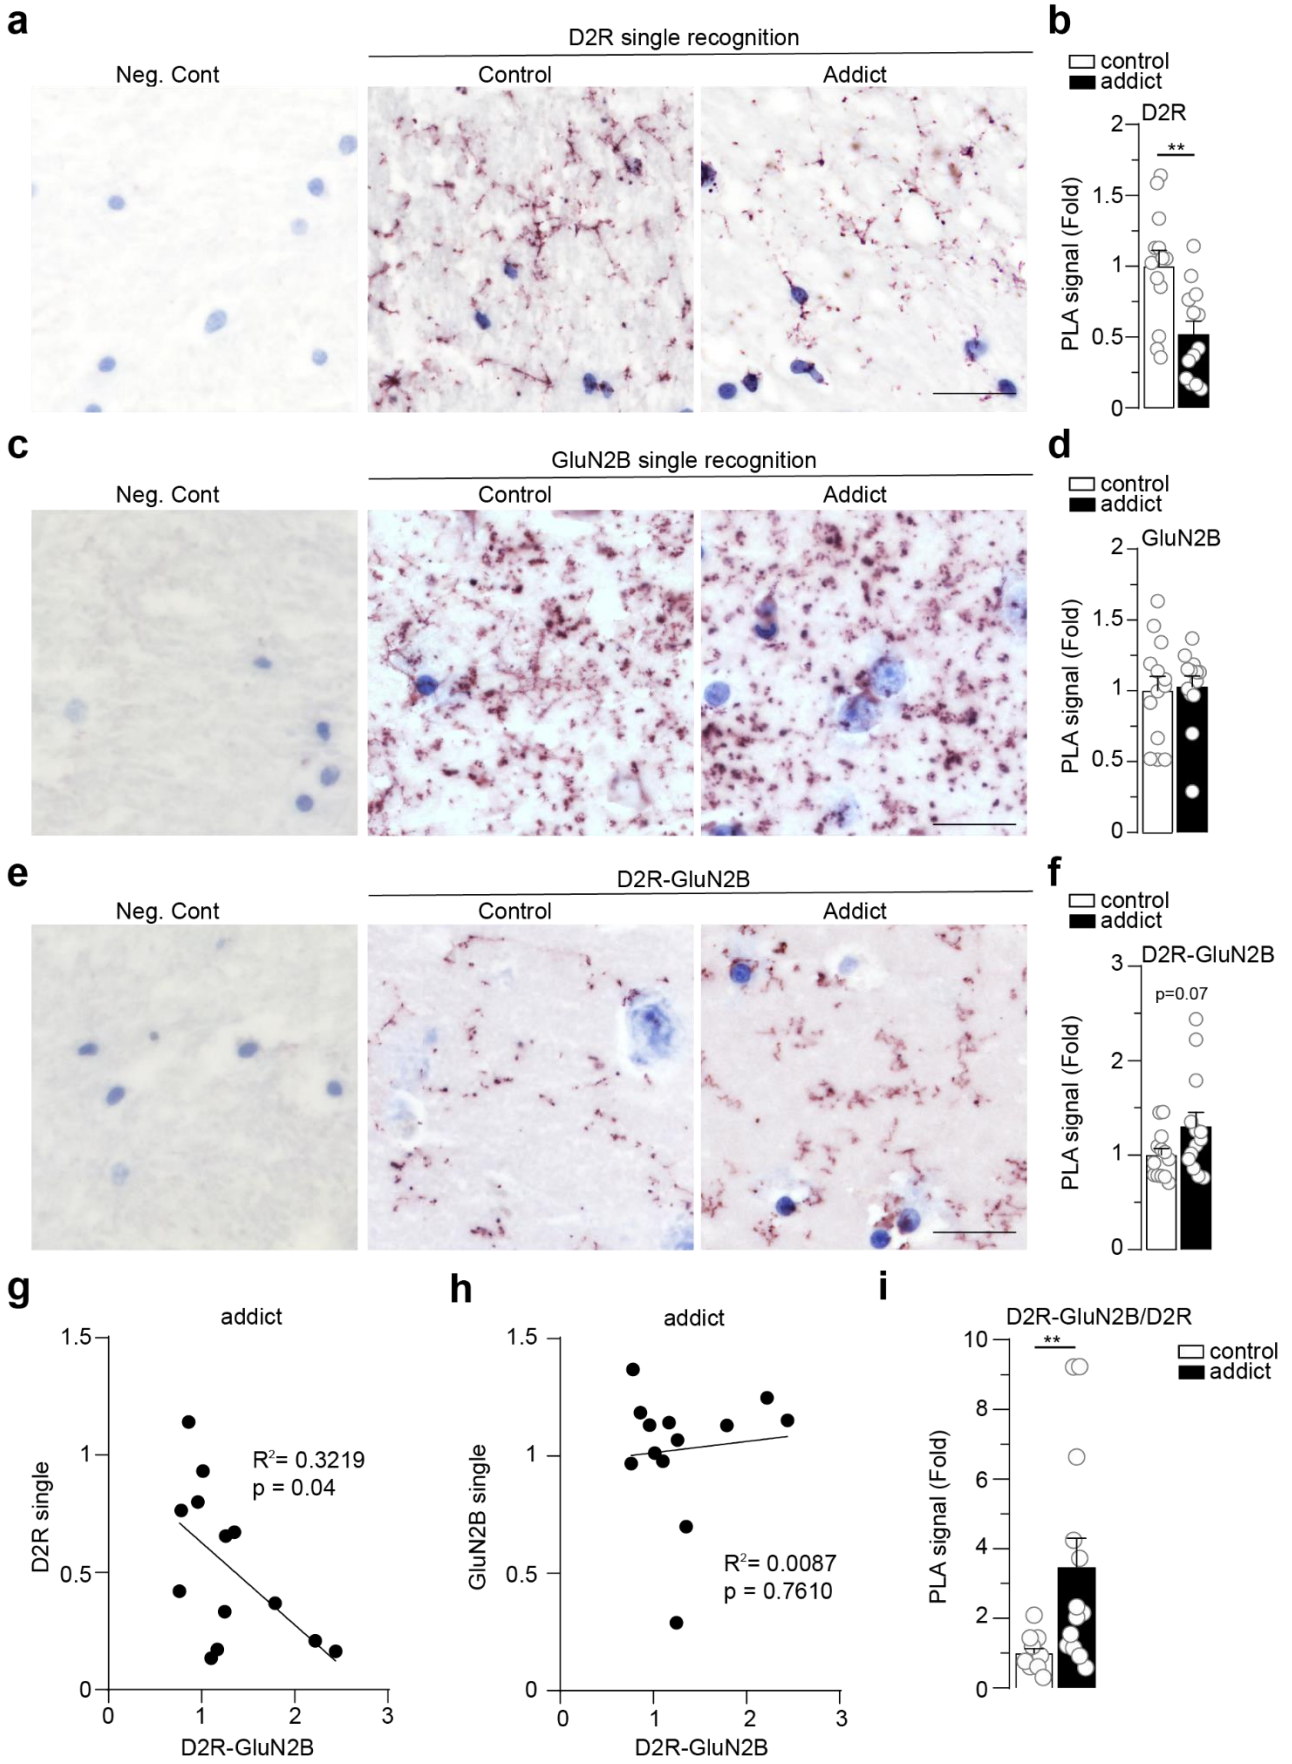 a
D2R single recognition
Neg. Cont
Control
Addict
b
control
addict
D2R
**
PLA signal (Fold)
2
1.5
1
0.5
0
c
GluN2B single recognition
Neg. Cont
Control
Addict
d
control
addict
GluN2B
PLA signal (Fold)
2
1.5
1
0.5
0
e
D2R-GluN2B
Neg. Cont
Control
Addict
f
control
addict
D2R-GluN2B
p=0.07
PLA signal (Fold)
3
2
1
0
g
addict
1.5
1
0.5
0
D2R single
R²= 0.3219
p = 0.04
0 1 2 3
D2R-GluN2B
h
addict
1.5
1
0.5
0
GluN2B single
R²= 0.0087
p = 0.7610
0 1 2 3
D2R-GluN2B
i
D2R-GluN2B/D2R
**
control
addict
PLA signal (Fold)
10
8
6
4
2
0